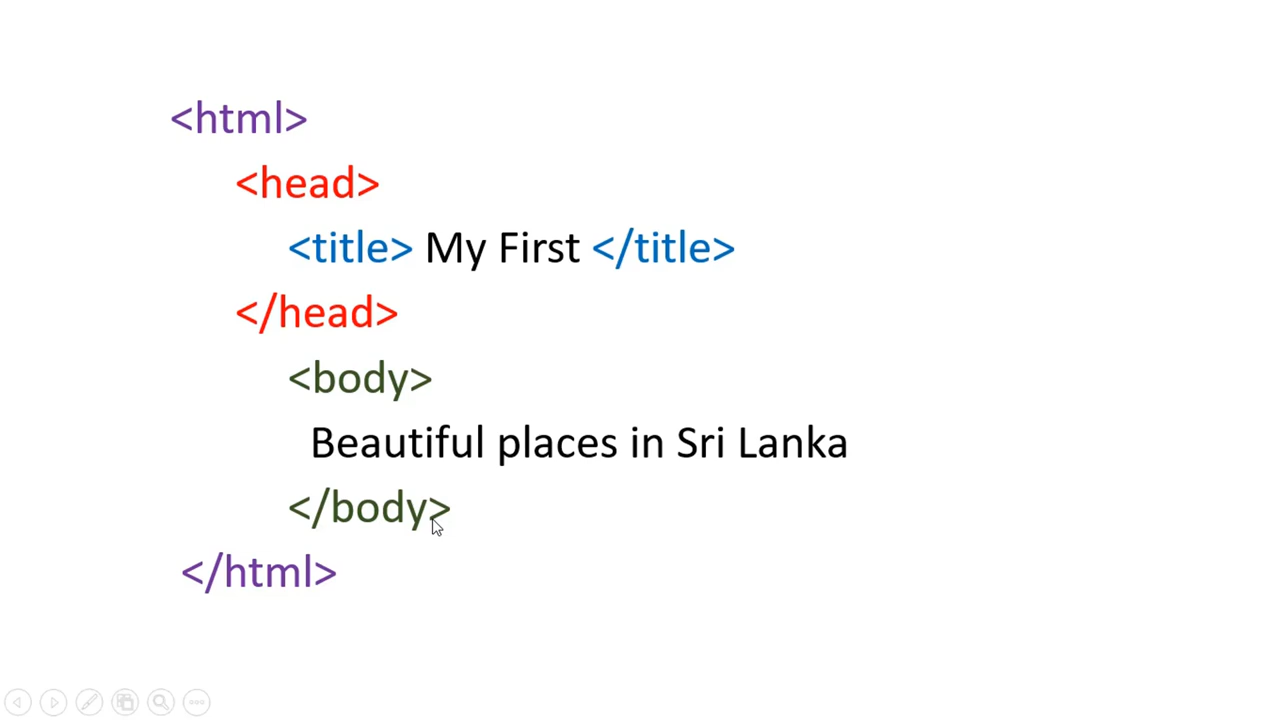 <html>
<head>
<title> My First </title>
</head>
<body>
Beautiful places in Sri Lanka
</body>
</html>